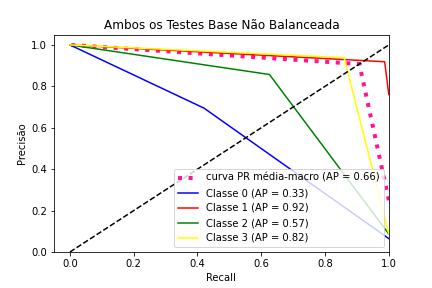 Ambos os Testes Base Não Balanceada
Precisão
1.0
0.8
0.6
0.4
0.2
0.0
curva PR média-macro (AP = 0.66)
Classe 0 (AP = 0.33)
Classe 1 (AP = 0.92)
Classe 2 (AP = 0.57)
Classe 3 (AP = 0.82)
0.0 0.2 0.4 0.6 0.8 1.0
Recall